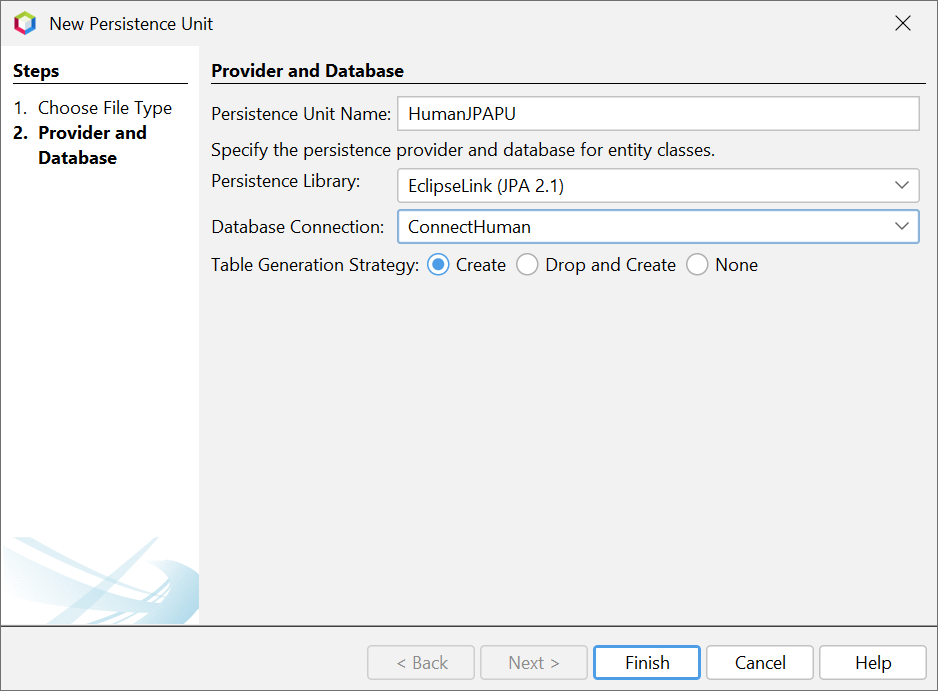 New Persistence Unit
Steps
1. Choose File Type
2. Provider and
Database
Provider and Database
Persistence Unit Name: HumanJPAPU
Specify the persistence provider and database for entity classes.
Persistence Library: EclipseLink (JPA 2.1)
Database Connection: ConnectHuman
Table Generation Strategy: Create Drop and Create None
< Back Next > Finish Cancel Help